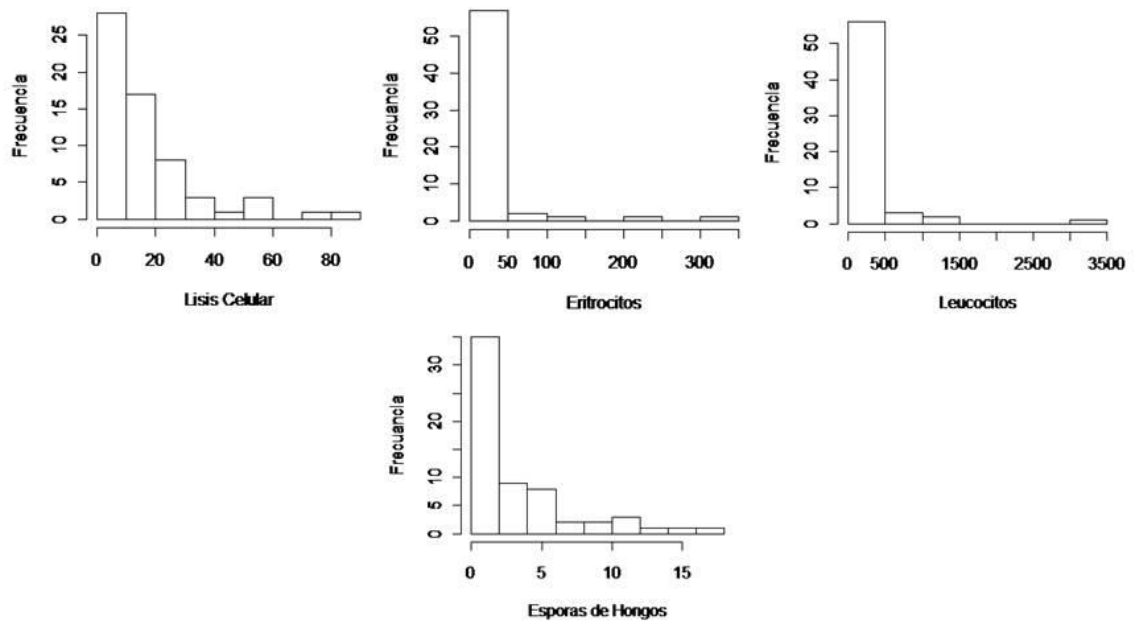 Frecuencia
0 5 10 15 20 25
0 20 40 60 80
Lisis Celular
Frecuancia
0 10 20 30 40 50
0 50 100 200 300
Eritrocitos
Frecuencia
0 10 20 30 40 50
0 500 1500 2500 3500
Leucocitos
Frecuancia
0 5 10 20 30
0 5 10 15
Esporas de Hongos